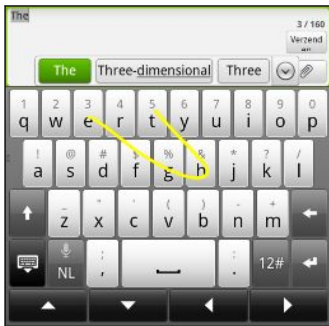 The
3 / 160
Verzend
The Three-dimensional Three
1 2 3 4 5 6 7 8 9 0
q w e r t y u i o p
! @ # $ % & * ? /
a s d f g h j k l
( ) - +
z x c v b n m
NL , ; . : 12#